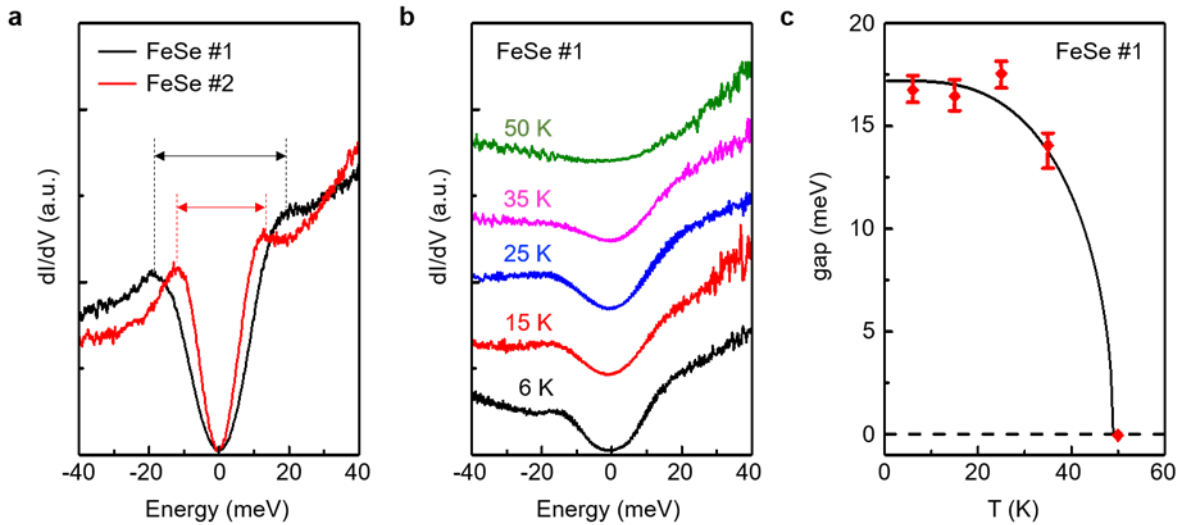 a
FeSe #1
FeSe #2
dI/dV (a.u.)
-40 -20 0 20 40
Energy (meV)
b
FeSe #1
50 K
35 K
25 K
15 K
6 K
dI/dV (a.u.)
-40 -20 0 20 40
Energy (meV)
c
FeSe #1
20
15
10
5
0
gap (meV)
0 20 40 60
T (K)